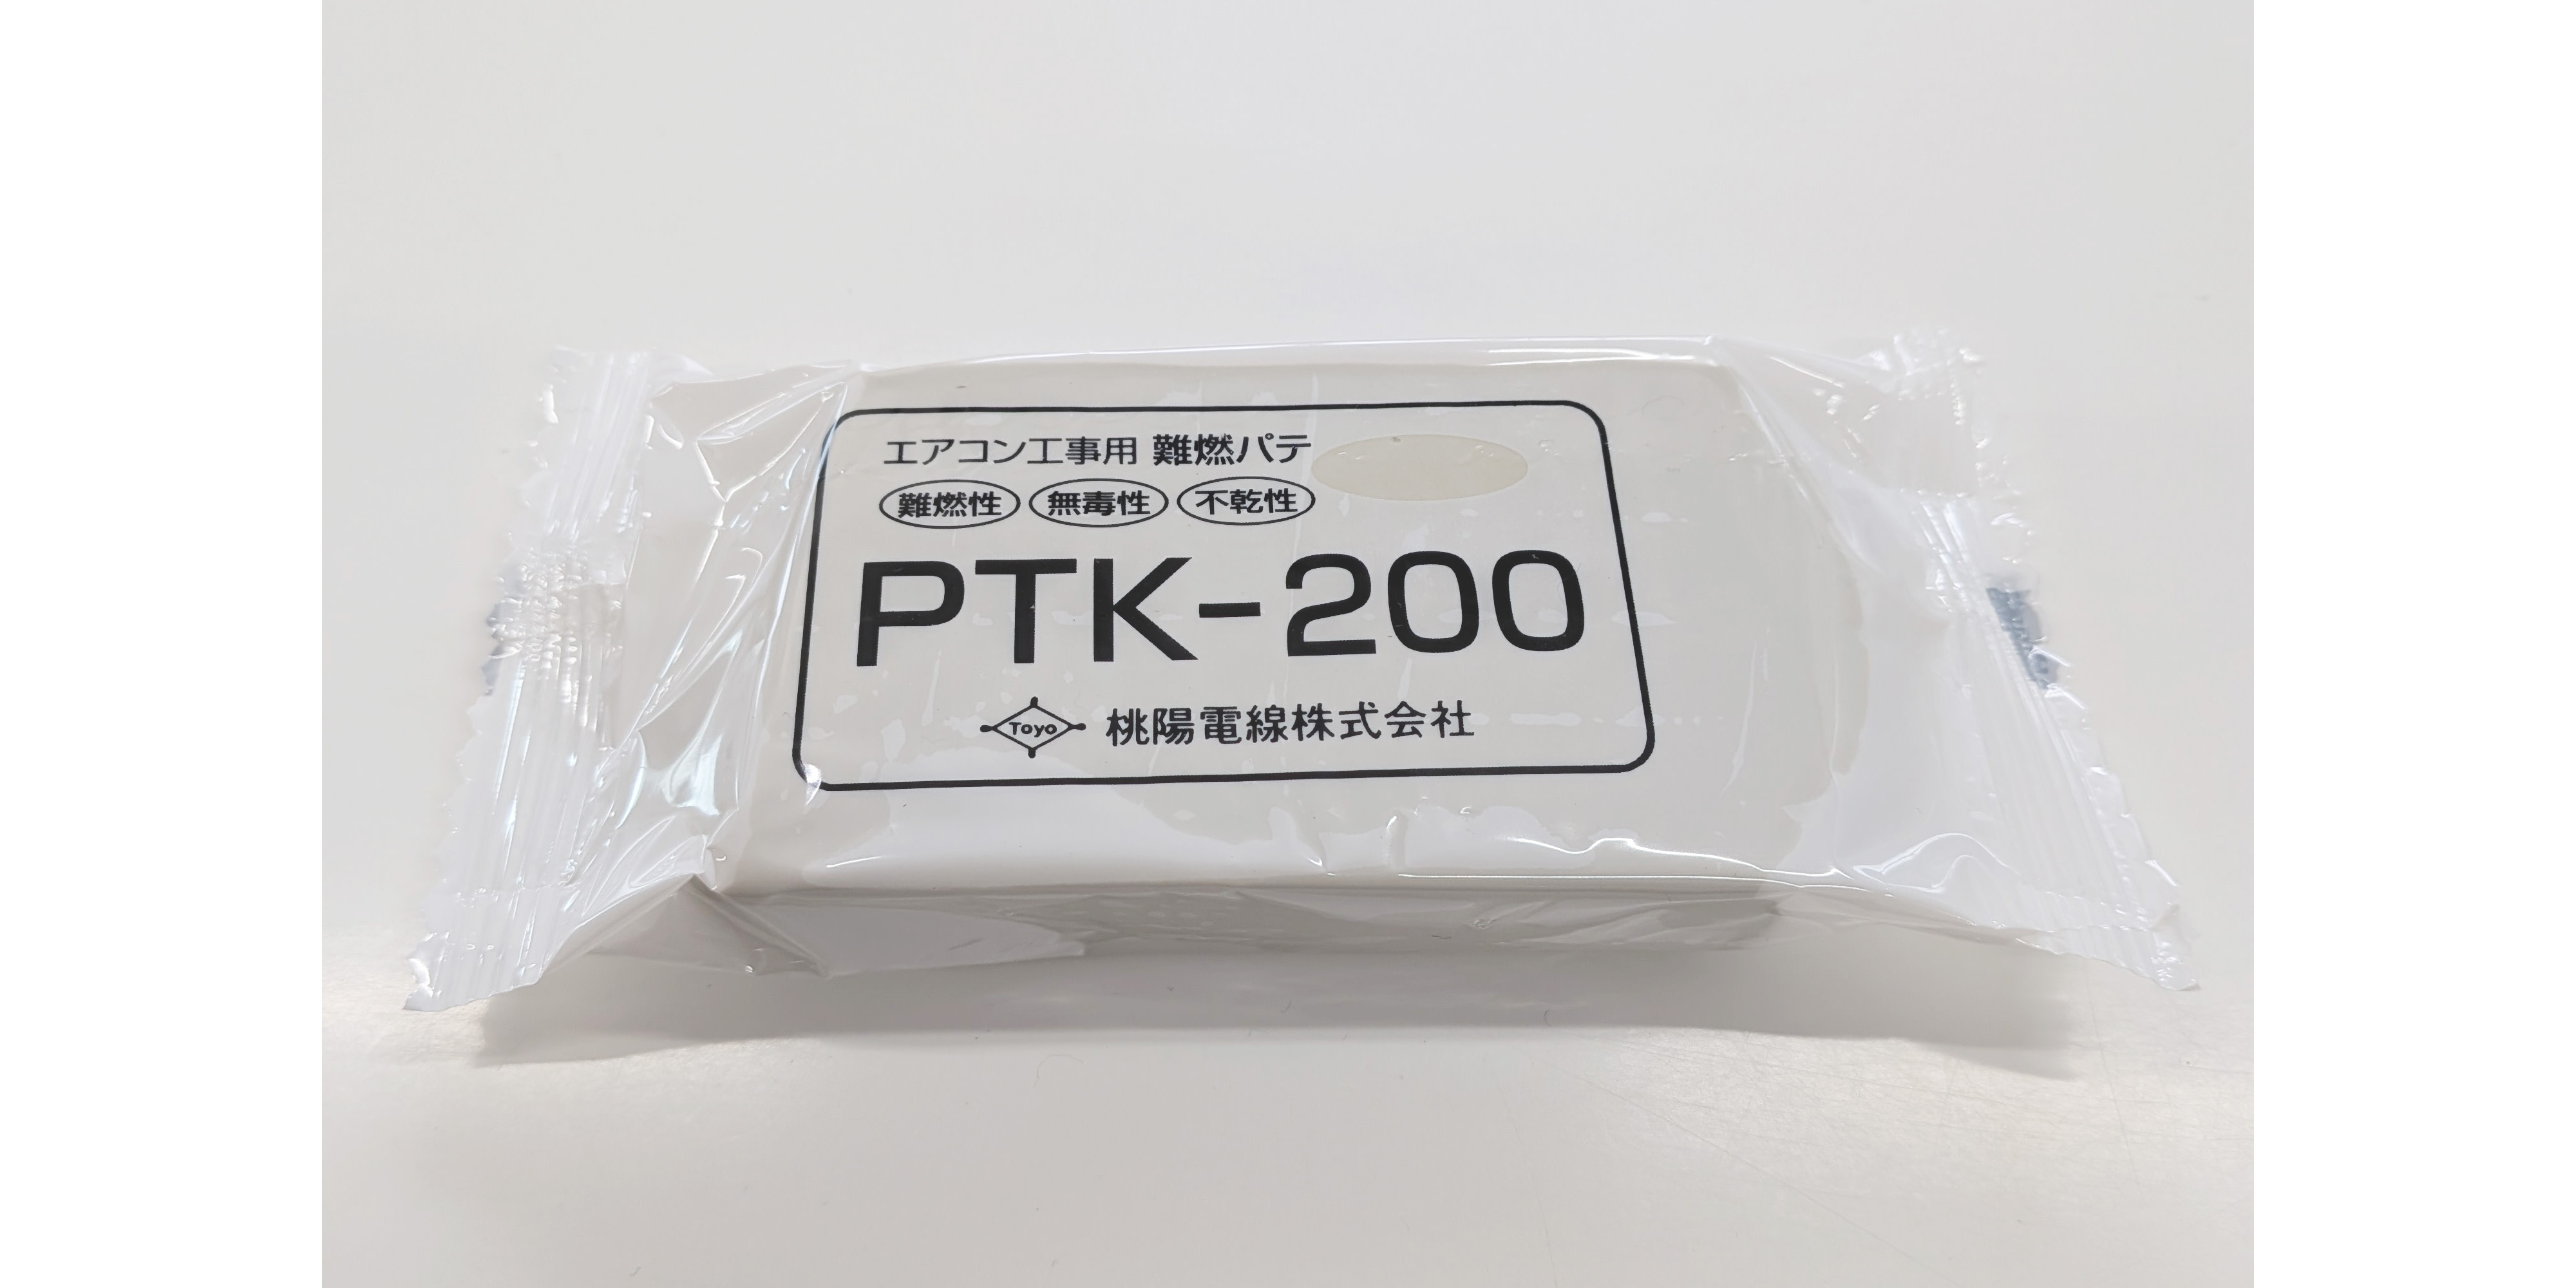 エアコン工事用 難燃パテ
難燃性 無毒性 不乾性
PTK-200
Toyo 桃陽電線株式会社